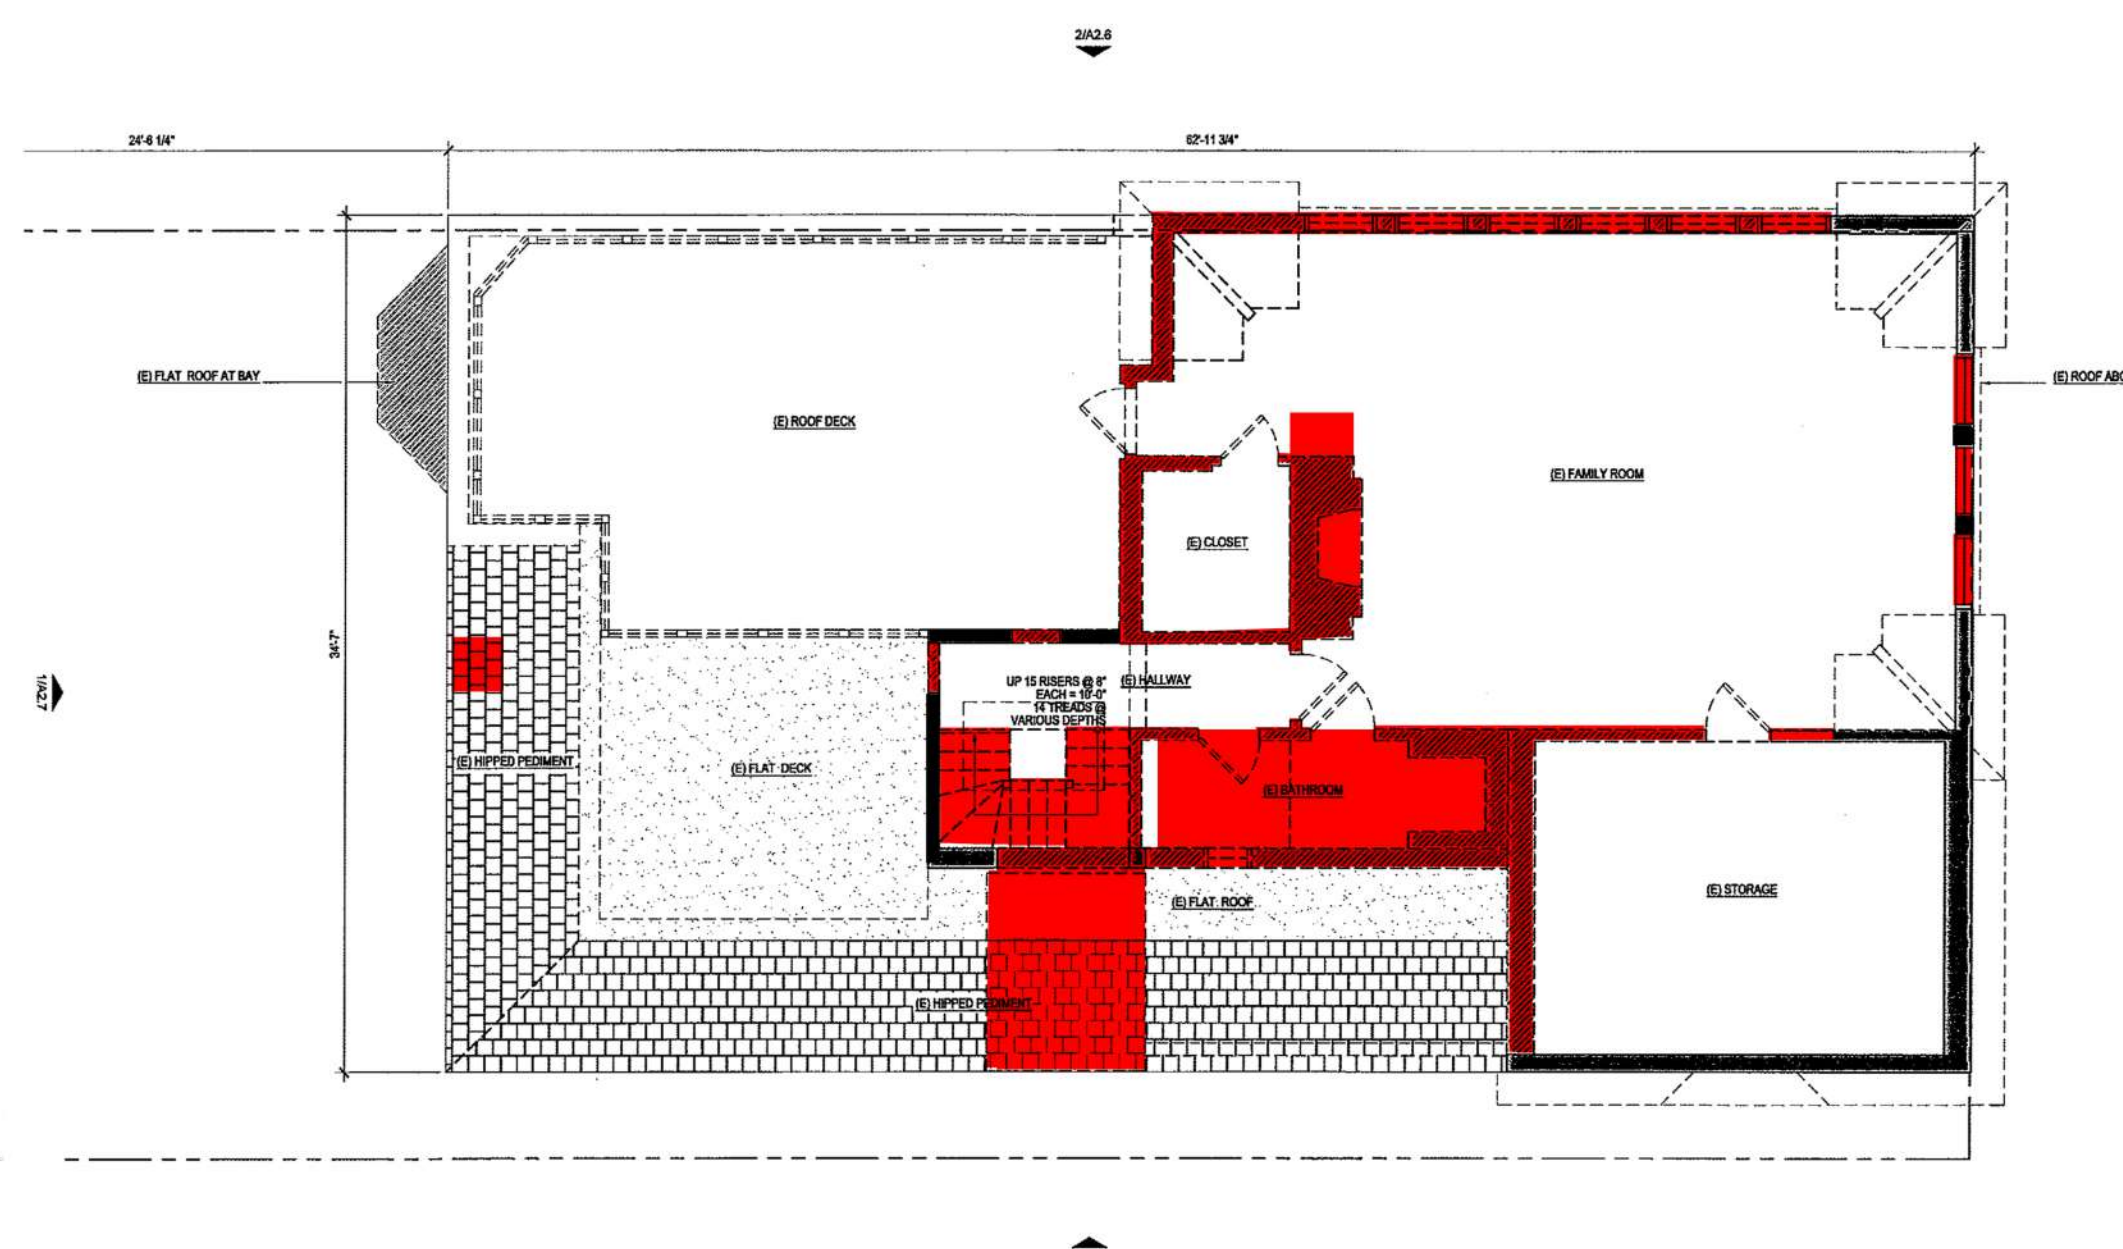 2/A2.6
24'-6 1/4"
62'-11 3/4"
(E) FLAT ROOF AT BAY
(E) ROOF ABO
(E) ROOF DECK
(E) FAMILY ROOM
(E) CLOSET
34'-7"
1/A2.7
UP 15 RISERS @ 8"
EACH = 10'-0"
14 TREADS @
VARIOUS DEPTHS
(E) HALLWAY
(E) HIPPED PEDIMENT
(E) FLAT DECK
(E) BATHROOM
(E) STORAGE
(E) FLAT ROOF
(E) HIPPED PEDIMENT